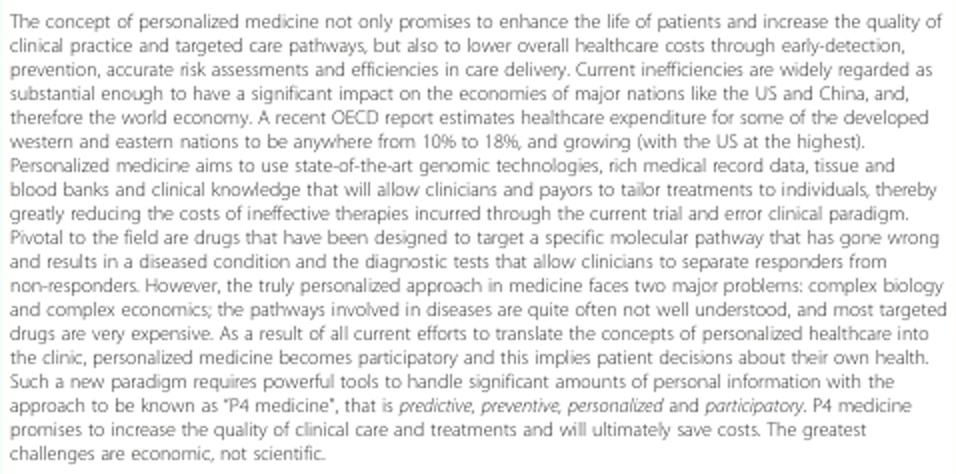 The concept of personalized medicine not only promises to enhance the life of patients and increase the quality of
clinical practice and targeted care pathways, but also to lower overall healthcare costs through early-detection,
prevention, accurate risk assessments and efficiencies in care delivery. Current inefficiencies are widely regarded as
substantial enough to have a significant impact on the economies of major nations like the US and China, and,
therefore the world economy. A recent OECD report estimates healthcare expenditure for some of the developed
western and eastern nations to be anywhere from 10% to 18%, and growing (with the US at the highest).
Personalized medicine aims to use state-of-the-art genomic technologies, rich medical record data, tissue and
blood banks and clinical knowledge that will allow clinicians and payors to tailor treatments to individuals, thereby
greatly reducing the costs of ineffective therapies incurred through the current trial and error clinical paradigm.
Pivotal to the field are drugs that have been designed to target a specific molecular pathway that has gone wrong
and results in a diseased condition and the diagnostic tests that allow clinicians to separate responders from
non-responders. However, the truly personalized approach in medicine faces two major problems: complex biology
and complex economics; the pathways involved in diseases are quite often not well understood, and most targeted
drugs are very expensive. As a result of all current efforts to translate the concepts of personalized healthcare into
the clinic, personalized medicine becomes participatory and this implies patient decisions about their own health.
Such a new paradigm requires powerful tools to handle significant amounts of personal information with the
approach to be known as "P4 medicine", that is predictive, preventive, personalized and participatory. P4 medicine
promises to increase the quality of clinical care and treatments and will ultimately save costs. The greatest
challenges are economic, not scientific.